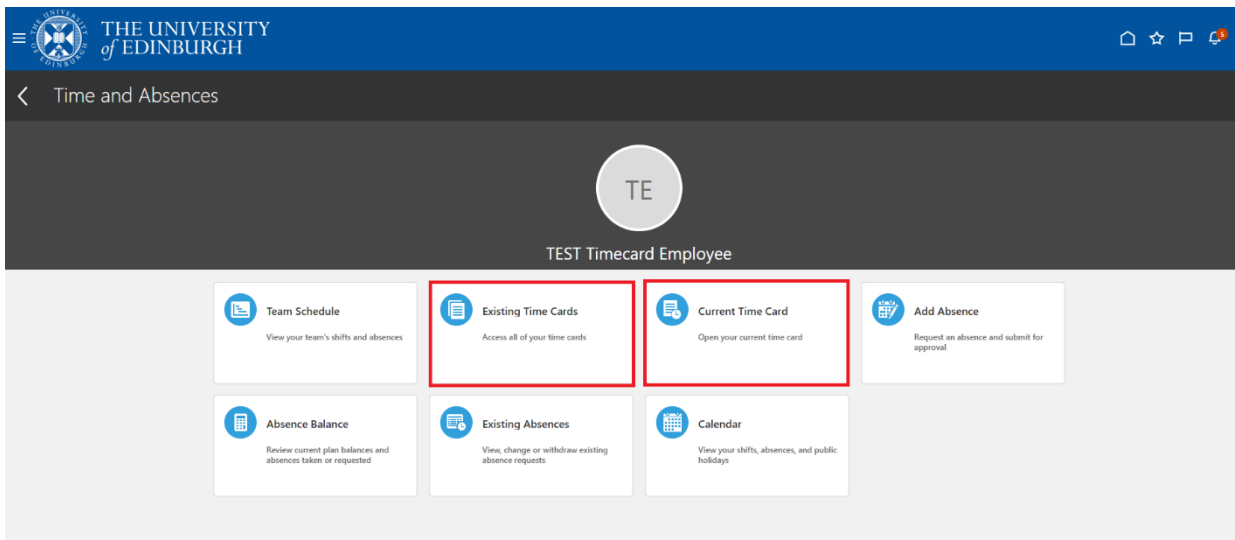 THE UNIVERSITY
of EDINBURGH
5
Time and Absences
TE
TEST Timecard Employee
Team Schedule
View your team's shifts and absences
Existing Time Cards
Access all of your time cards
Current Time Card
Open your current time card
Add Absence
Request an absence and submit for
approval
Absence Balance
Review current plan balances and
absences taken or requested
Existing Absences
View, change or withdraw existing
absence requests
Calendar
View your shifts, absences, and public
holidays